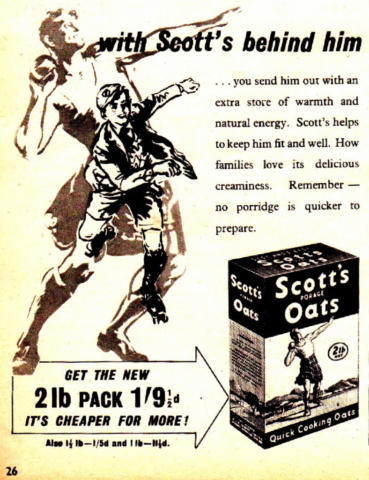 with Scott's behind him
. . . you send him out with an
extra store of warmth and
natural energy. Scott's helps
to keep him fit and well. How
families love its delicious
creaminess. Remember —
no porridge is quicker to
prepare.
Scott's
PORAGE
Oats
Scott's
Oats
2lb
Quick Cooking Oats
GET THE NEW
2 lb PACK 1/9½d
IT'S CHEAPER FOR MORE!
Also 1½ lb—1/5d and 1 lb—11½d.
26